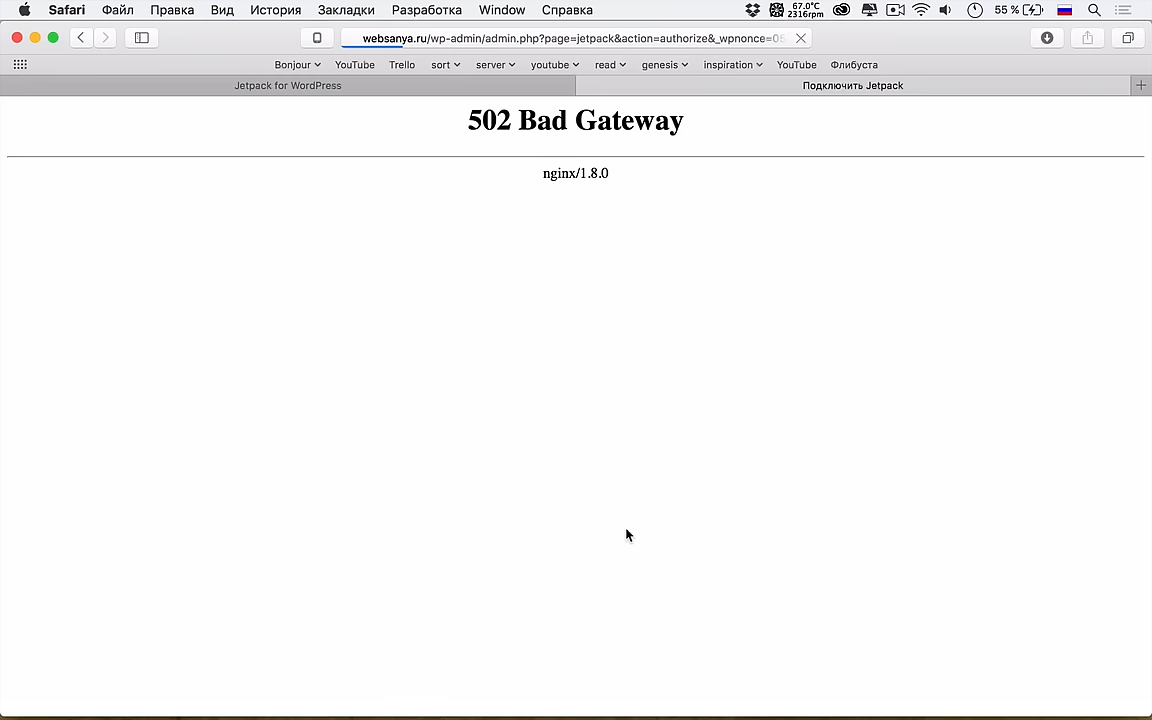 Safari Файл Правка Вид История Закладки Разработка Window Справка 67.0°C 2316rpm 55 %
websanya.ru/wp-admin/admin.php?page=jetpack&action=authorize&_wpnonce=05
Bonjour YouTube Trello sort server youtube read genesis inspiration YouTube Флибуста
Jetpack for WordPress Подключить Jetpack
502 Bad Gateway
nginx/1.8.0